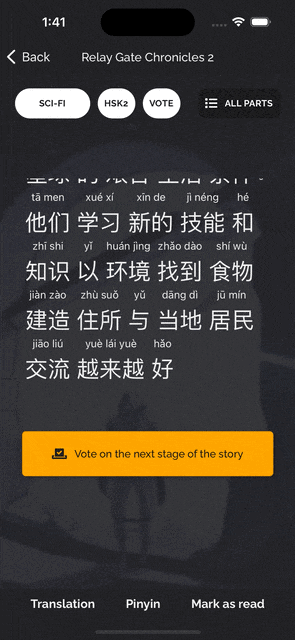 1:41
Back
Relay Gate Chronicles 2
SCI-FI
HSK2
VOTE
ALL PARTS
tā men xué xí xīn de jì néng hé
他们 学习 新的 技能 和
zhī shi yǐ huán jìng zhǎo dào shí wù
知识 以 环境 找到 食物
jiàn zào zhù suǒ yǔ dāng dì jū mín
建造 住所 与 当地 居民
jiāo liú yuè lái yuè hǎo
交流 越来越 好
Vote on the next stage of the story
Translation
Pinyin
Mark as read